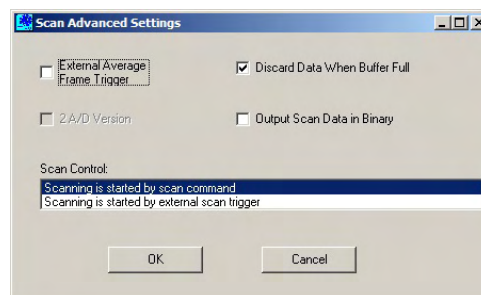 Scan Advanced Settings
External Average
Frame Trigger
Discard Data When Buffer Full
2 A/D Version
Output Scan Data in Binary
Scan Control:
Scanning is started by scan command
Scanning is started by external scan trigger
OK
Cancel